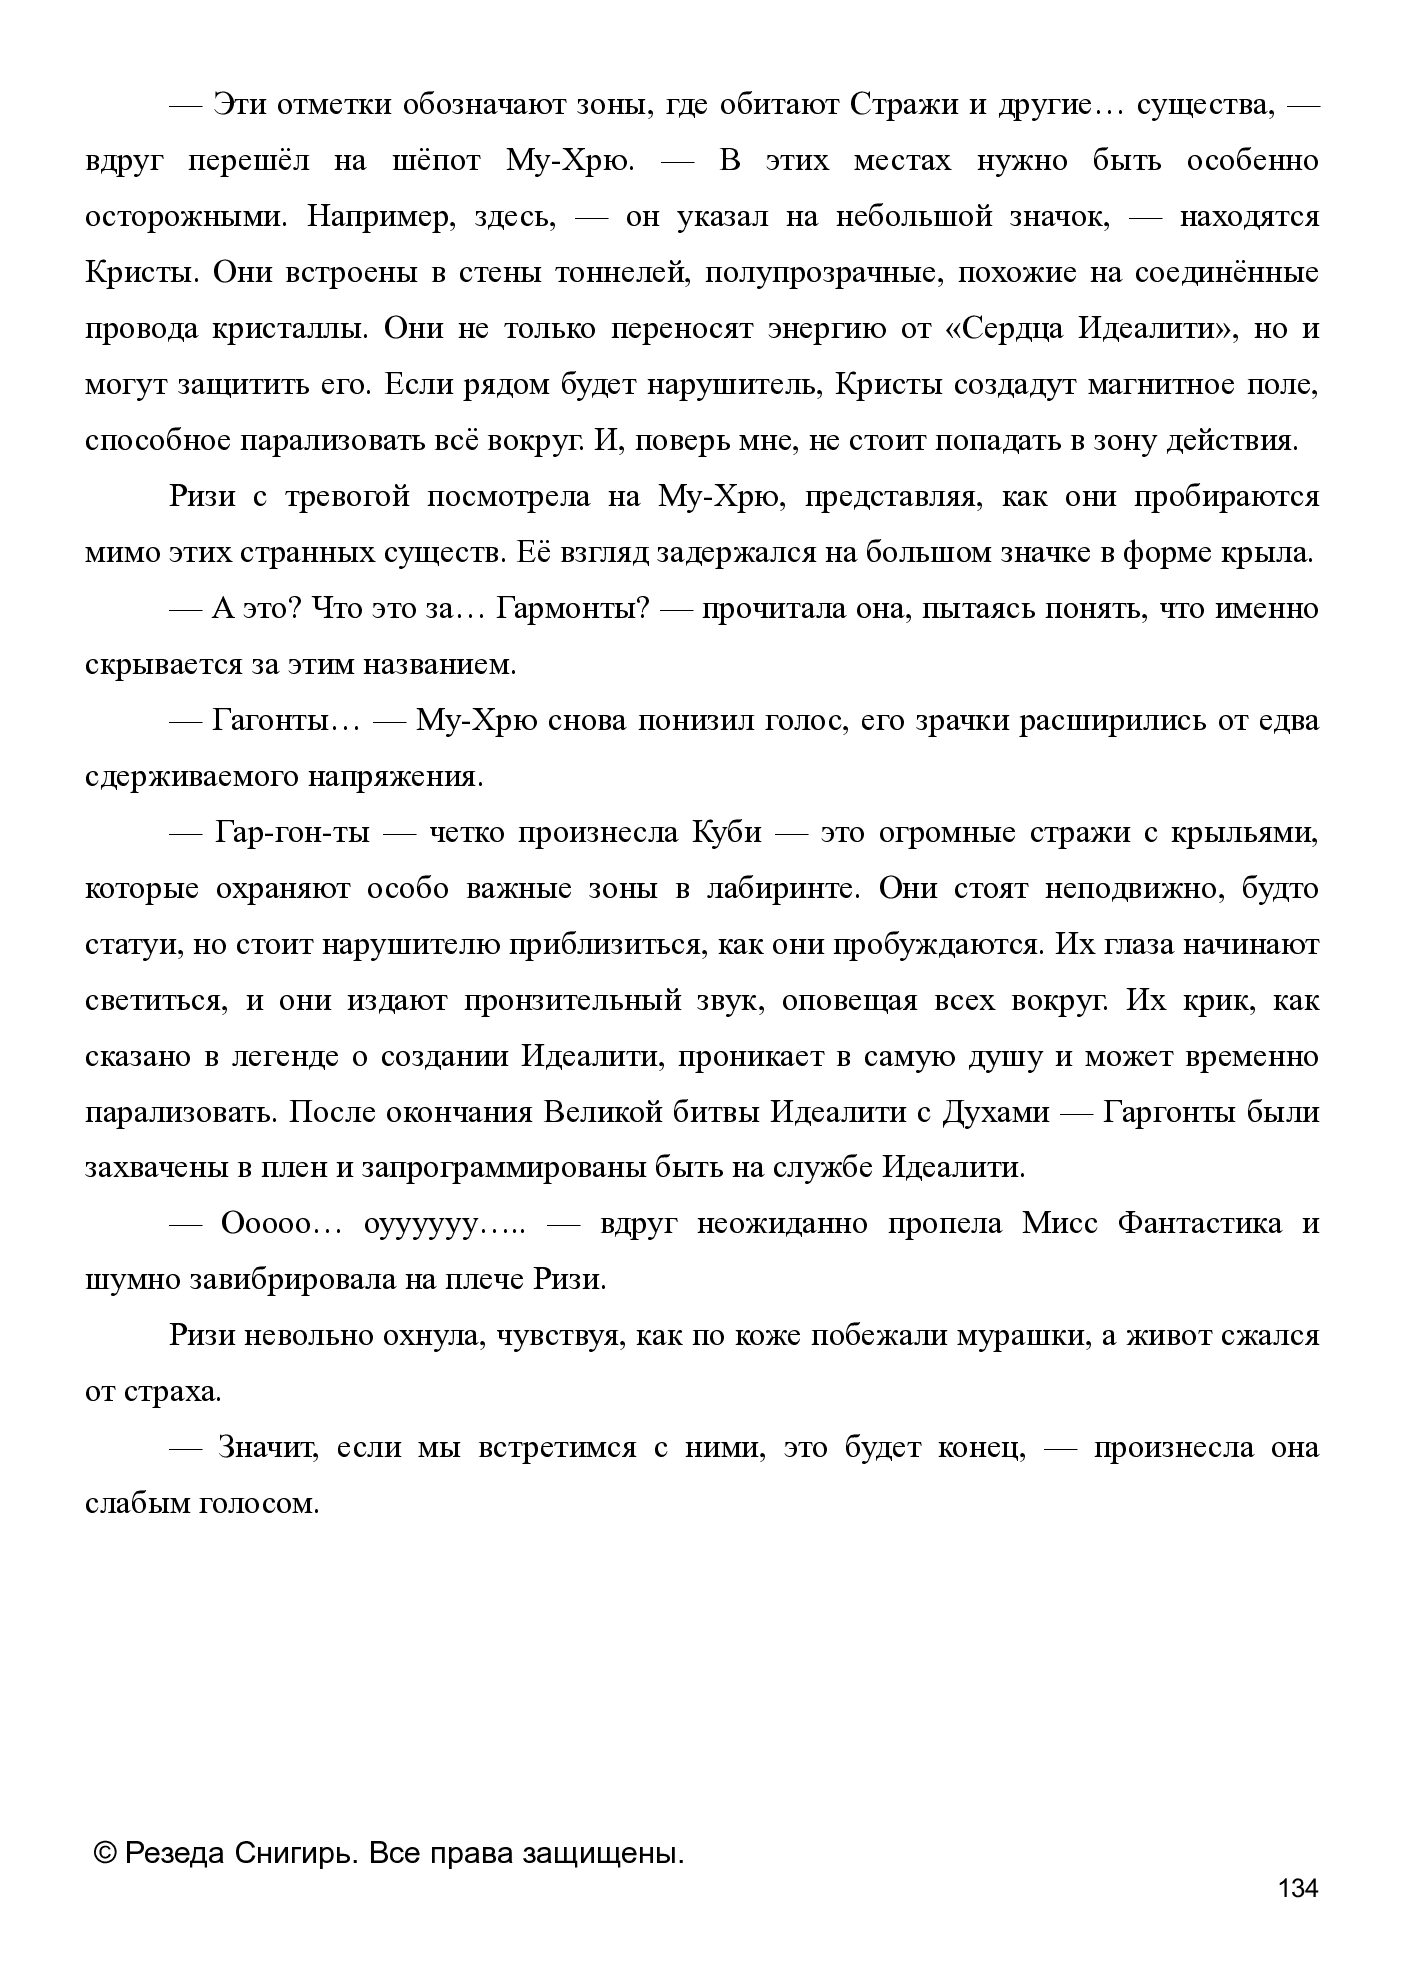 — Эти отметки обозначают зоны, где обитают Стражи и другие… существа, —
вдруг перешёл на шёпот Му-Хрю. — В этих местах нужно быть особенно
осторожными. Например, здесь, — он указал на небольшой значок, — находятся
Кристы. Они встроены в стены тоннелей, полупрозрачные, похожие на соединённые
провода кристаллы. Они не только переносят энергию от «Сердца Идеалити», но и
могут защитить его. Если рядом будет нарушитель, Кристы создадут магнитное поле,
способное парализовать всё вокруг. И, поверь мне, не стоит попадать в зону действия.
Ризи с тревогой посмотрела на Му-Хрю, представляя, как они пробираются
мимо этих странных существ. Её взгляд задержался на большом значке в форме крыла.
— А это? Что это за… Гармонты? — прочитала она, пытаясь понять, что именно
скрывается за этим названием.
— Гагонты… — Му-Хрю снова понизил голос, его зрачки расширились от едва
сдерживаемого напряжения.
— Гар-гон-ты — четко произнесла Куби — это огромные стражи с крыльями,
которые охраняют особо важные зоны в лабиринте. Они стоят неподвижно, будто
статуи, но стоит нарушителю приблизиться, как они пробуждаются. Их глаза начинают
светиться, и они издают пронзительный звук, оповещая всех вокруг. Их крик, как
сказано в легенде о создании Идеалити, проникает в самую душу и может временно
парализовать. После окончания Великой битвы Идеалити с Духами — Гаргонты были
захвачены в плен и запрограммированы быть на службе Идеалити.
— Ооооо… оууууууу….. — вдруг неожиданно пропела Мисс Фантастика и
шумно завибрировала на плече Ризи.
Ризи невольно охнула, чувствуя, как по коже побежали мурашки, а живот сжался
от страха.
— Значит, если мы встретимся с ними, это будет конец, — произнесла она
слабым голосом.
© Резеда Снигирь. Все права защищены.
134